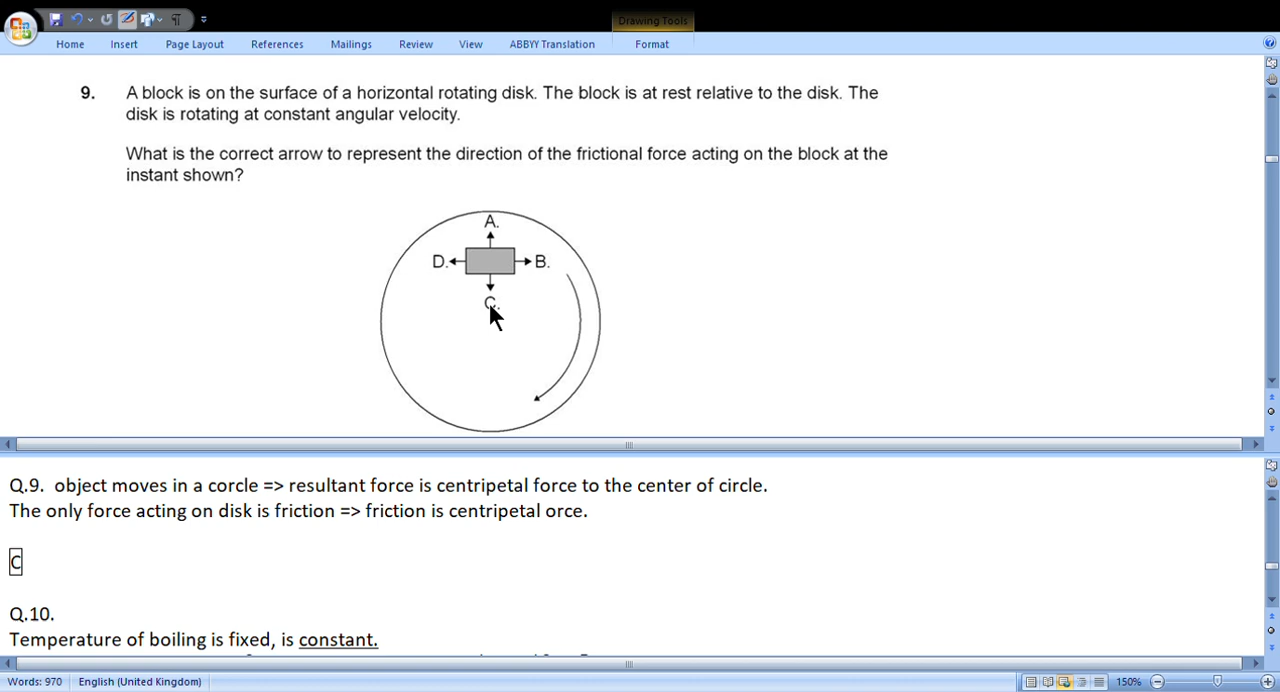 Drawing Tools
Home Insert Page Layout References Mailings Review View ABBYY Translation Format
9. A block is on the surface of a horizontal rotating disk. The block is at rest relative to the disk. The
disk is rotating at constant angular velocity.
What is the correct arrow to represent the direction of the frictional force acting on the block at the
instant shown?
A.
D. B.
C.
Q.9. object moves in a corcle => resultant force is centripetal force to the center of circle.
The only force acting on disk is friction => friction is centripetal orce.
C
Q.10.
Temperature of boiling is fixed, is constant.
Words: 970 English (United Kingdom) 150%